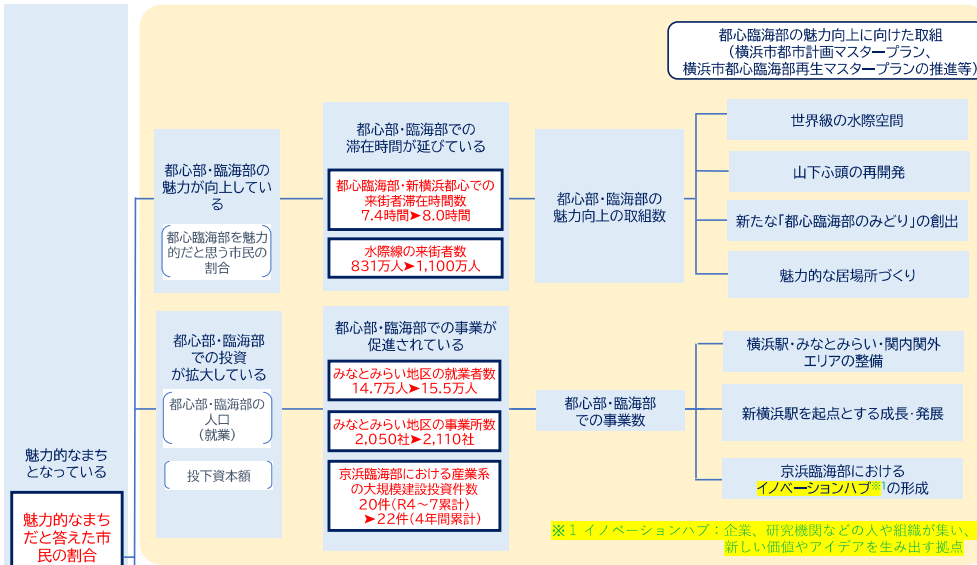 都心臨海部の魅力向上に向けた取組
(横浜市都市計画マスタープラン、
横浜市都心臨海部再生マスタープランの推進等)
魅力的なまち
となっている
魅力的なまち
だと答えた市
民の割合
都心部・臨海部の
魅力が向上してい
る
都心臨海部を魅力
的だと思う市民の
割合
都心部・臨海部での
滞在時間が延びている
都心臨海部・新横浜都心での
来街者滞在時間数
7.4時間➤8.0時間
水際線の来街者数
831万人➤1,100万人
都心部・臨海部の
魅力向上の取組数
世界級の水際空間
山下ふ頭の再開発
新たな「都心臨海部のみどり」の創出
魅力的な居場所づくり
都心部・臨海部
での投資
が拡大している
都心部・臨海部の
人口
(就業)
投下資本額
都心部・臨海部での事業が
促進されている
みなとみらい地区の就業者数
14.7万人➤15.5万人
みなとみらい地区の事業所数
2,050社➤2,110社
京浜臨海部における産業系
の大規模建設投資件数
20件(R4～7累計)
➤22件(4年間累計)
都心部・臨海部
での事業数
横浜駅・みなとみらい・関内関外
エリアの整備
新横浜駅を起点とする成長・発展
京浜臨海部における
イノベーションハブ※1の形成
※1 イノベーションハブ：企業、研究機関などの人や組織が集い、
新しい価値やアイデアを生み出す拠点